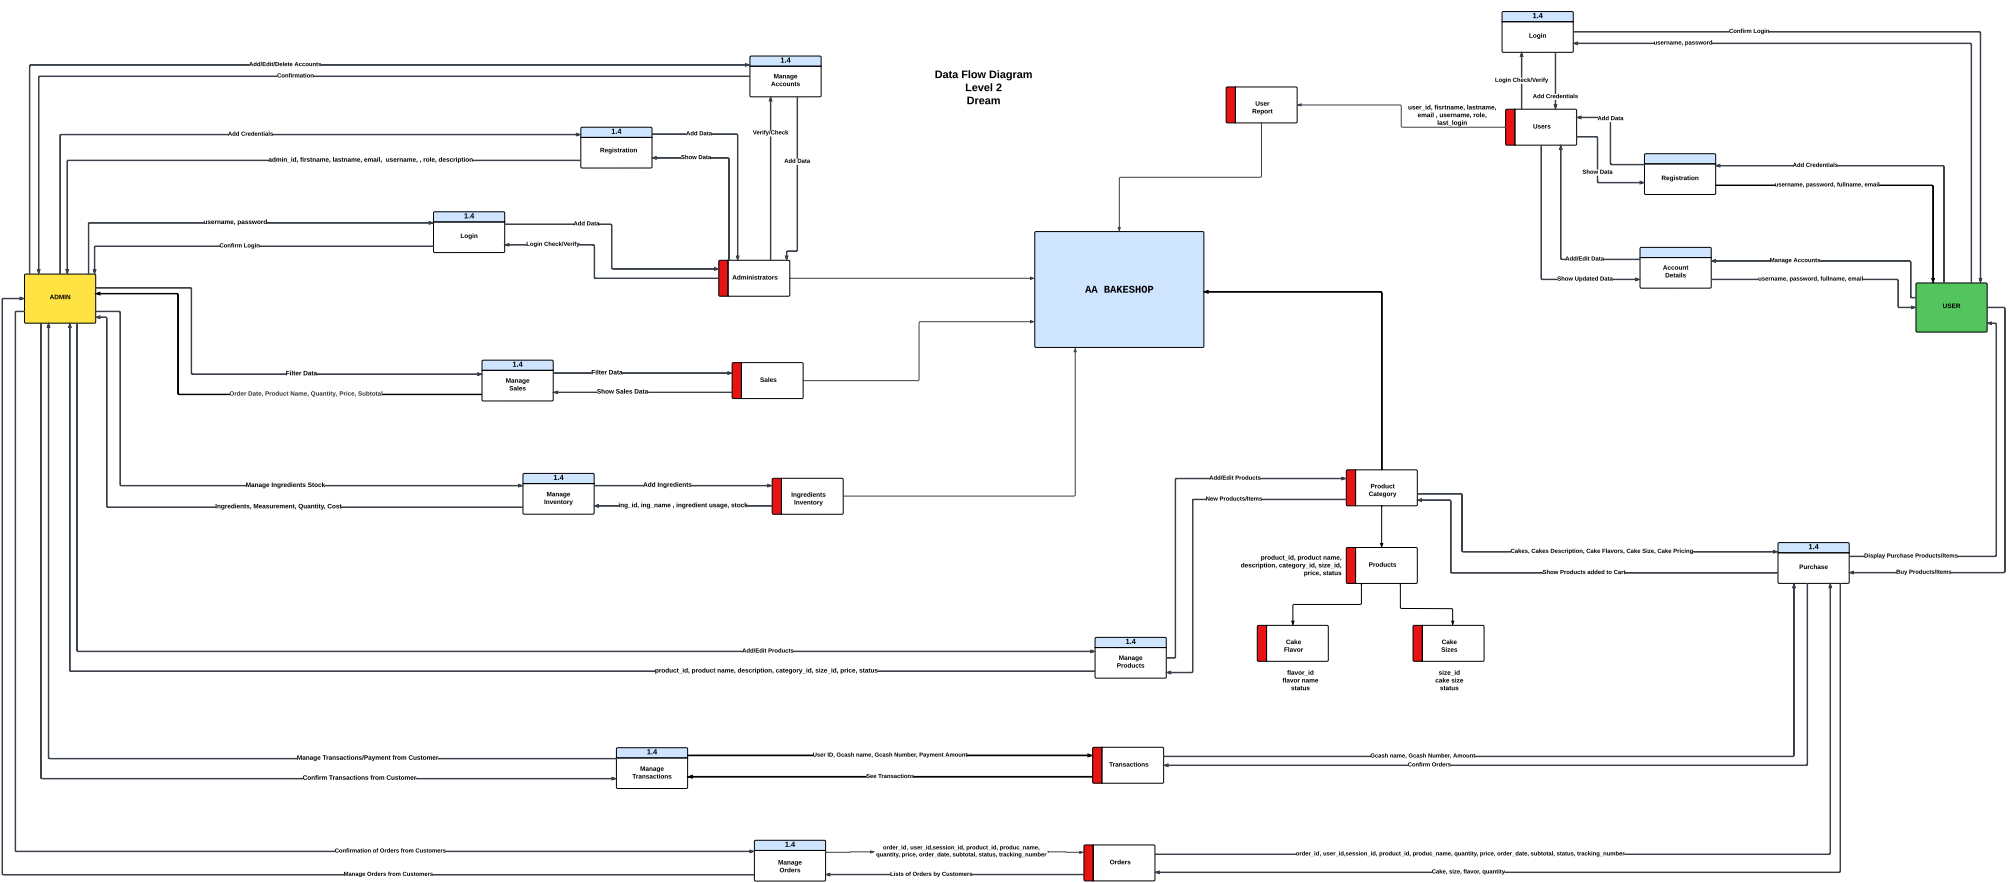 Data Flow Diagram
Level 2
Dream
1.4
Login
Confirm Login
username, password
Login Check/Verify
Add Credentials
Add/Edit/Delete Accounts
Confirmation
1.4
Manage
Accounts
Verify/Check
Add Data
User
Report
user_id, fisrtname, lastname,
email , username, role,
last_login
Users
Add Data
Show Data
Registration
Add Credentials
username, password, fullname, email
Add Credentials
admin_id, firstname, lastname, email,  username, , role, description
1.4
Registration
Add Data
Show Data
username, password
Confirm Login
1.4
Login
Add Data
Login Check/Verify
Administrators
AA BAKESHOP
Add/Edit Data
Show Updated Data
Account
Details
Manage Accounts
username, password, fullname, email
ADMIN
USER
Filter Data
Order Date, Product Name, Quantity, Price, Subtotal
1.4
Manage
Sales
Filter Data
Show Sales Data
Sales
Manage Ingredients Stock
Ingredients, Measurement, Quantity, Cost
1.4
Manage
Inventory
Add Ingredients
ing_id, ing_name , ingredient usage, stock
Ingredients
Inventory
Add/Edit Products
New Products/Items
Product
Category
Cakes, Cakes Description, Cake Flavors, Cake Size, Cake Pricing
Show Products added to Cart
1.4
Purchase
Display Purchase Products/Items
Buy Products/Items
product_id, product name,
description, category_id, size_id,
price, status
Products
Cake
Flavor
flavor_id
flavor name
status
Cake
Sizes
size_id
cake size
status
Add/Edit Products
product_id, product name, description, category_id, size_id, price, status
1.4
Manage
Products
Manage Transactions/Payment from Customer
Confirm Transactions from Customer
1.4
Manage
Transactions
User ID, Gcash name, Gcash Number, Payment Amount
See Transactions
Transactions
Gcash name, Gcash Number, Amount
Confirm Orders
Confirmation of Orders from Customers
Manage Orders from Customers
1.4
Manage
Orders
order_id, user_id,session_id, product_id, produc_name,
quantity, price, order_date, subtotal, status, tracking_number
Lists of Orders by Customers
Orders
order_id, user_id,session_id, product_id, produc_name, quantity, price, order_date, subtotal, status, tracking_number
Cake, size, flavor, quantity